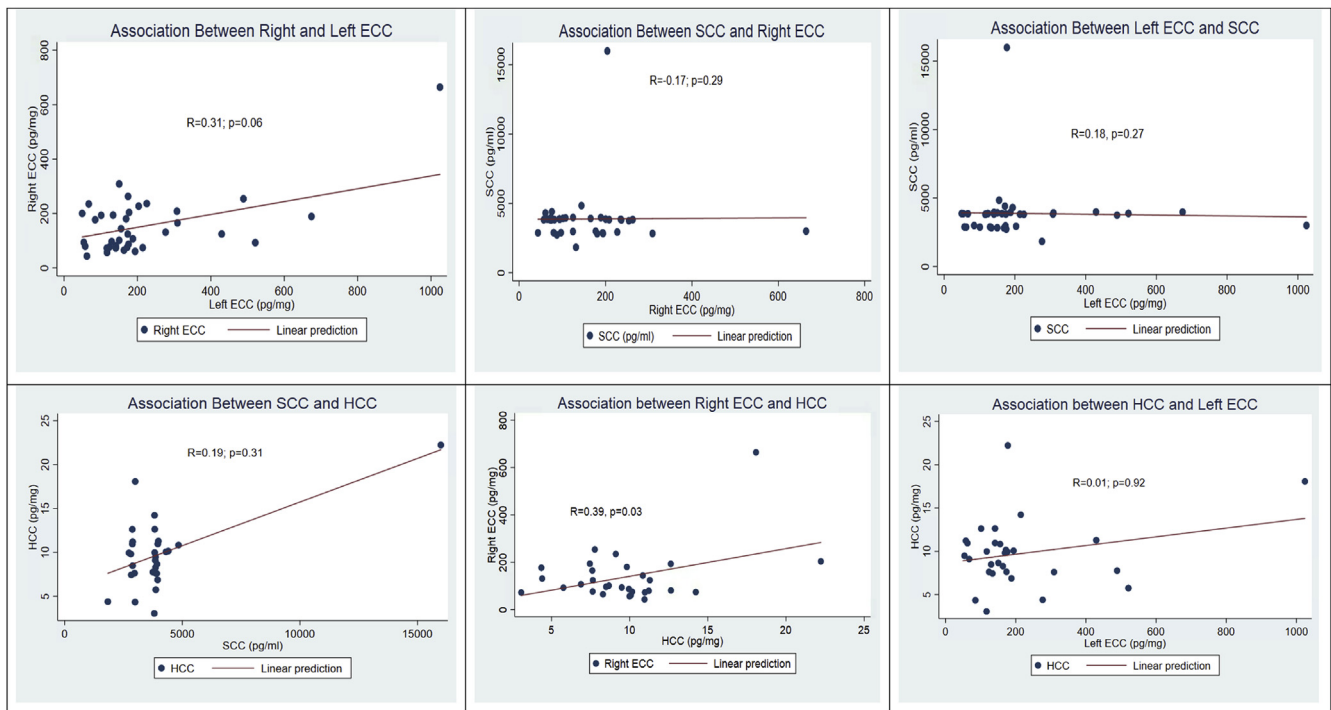 Association Between Right and Left ECC
Right ECC (pg/mg)
800
600
400
200
0
R=0.31; p=0.06
0 200 400 600 800 1000
Left ECC (pg/mg)
Right ECC Linear prediction
Association Between SCC and Right ECC
SCC (pg/mg)
15000
10000
5000
0
R=-0.17; p=0.29
0 200 400 600 800
Right ECC (pg/mg)
SCC (pg/ml) Linear prediction
Association Between Left ECC and SCC
SCC (pg/ml)
15000
10000
5000
0
R=0.18, p=0.27
0 200 400 600 800 1000
Left ECC (pg/mg)
SCC Linear prediction
Association Between SCC and HCC
HCC (pg/mg)
25
20
15
10
5
R=0.19; p=0.31
0 5000 10000 15000
SCC (pg/ml)
HCC Linear prediction
Association between Right ECC and HCC
Right ECC (pg/mg)
800
600
400
200
0
R=0.39, p=0.03
5 10 15 20 25
HCC (pg/mg)
Right ECC Linear prediction
Association between HCC and Left ECC
HCC (pg/mg)
25
20
15
10
5
R=0.01; p=0.92
0 200 400 600 800 1000
Left ECC (pg/mg)
HCC Linear prediction